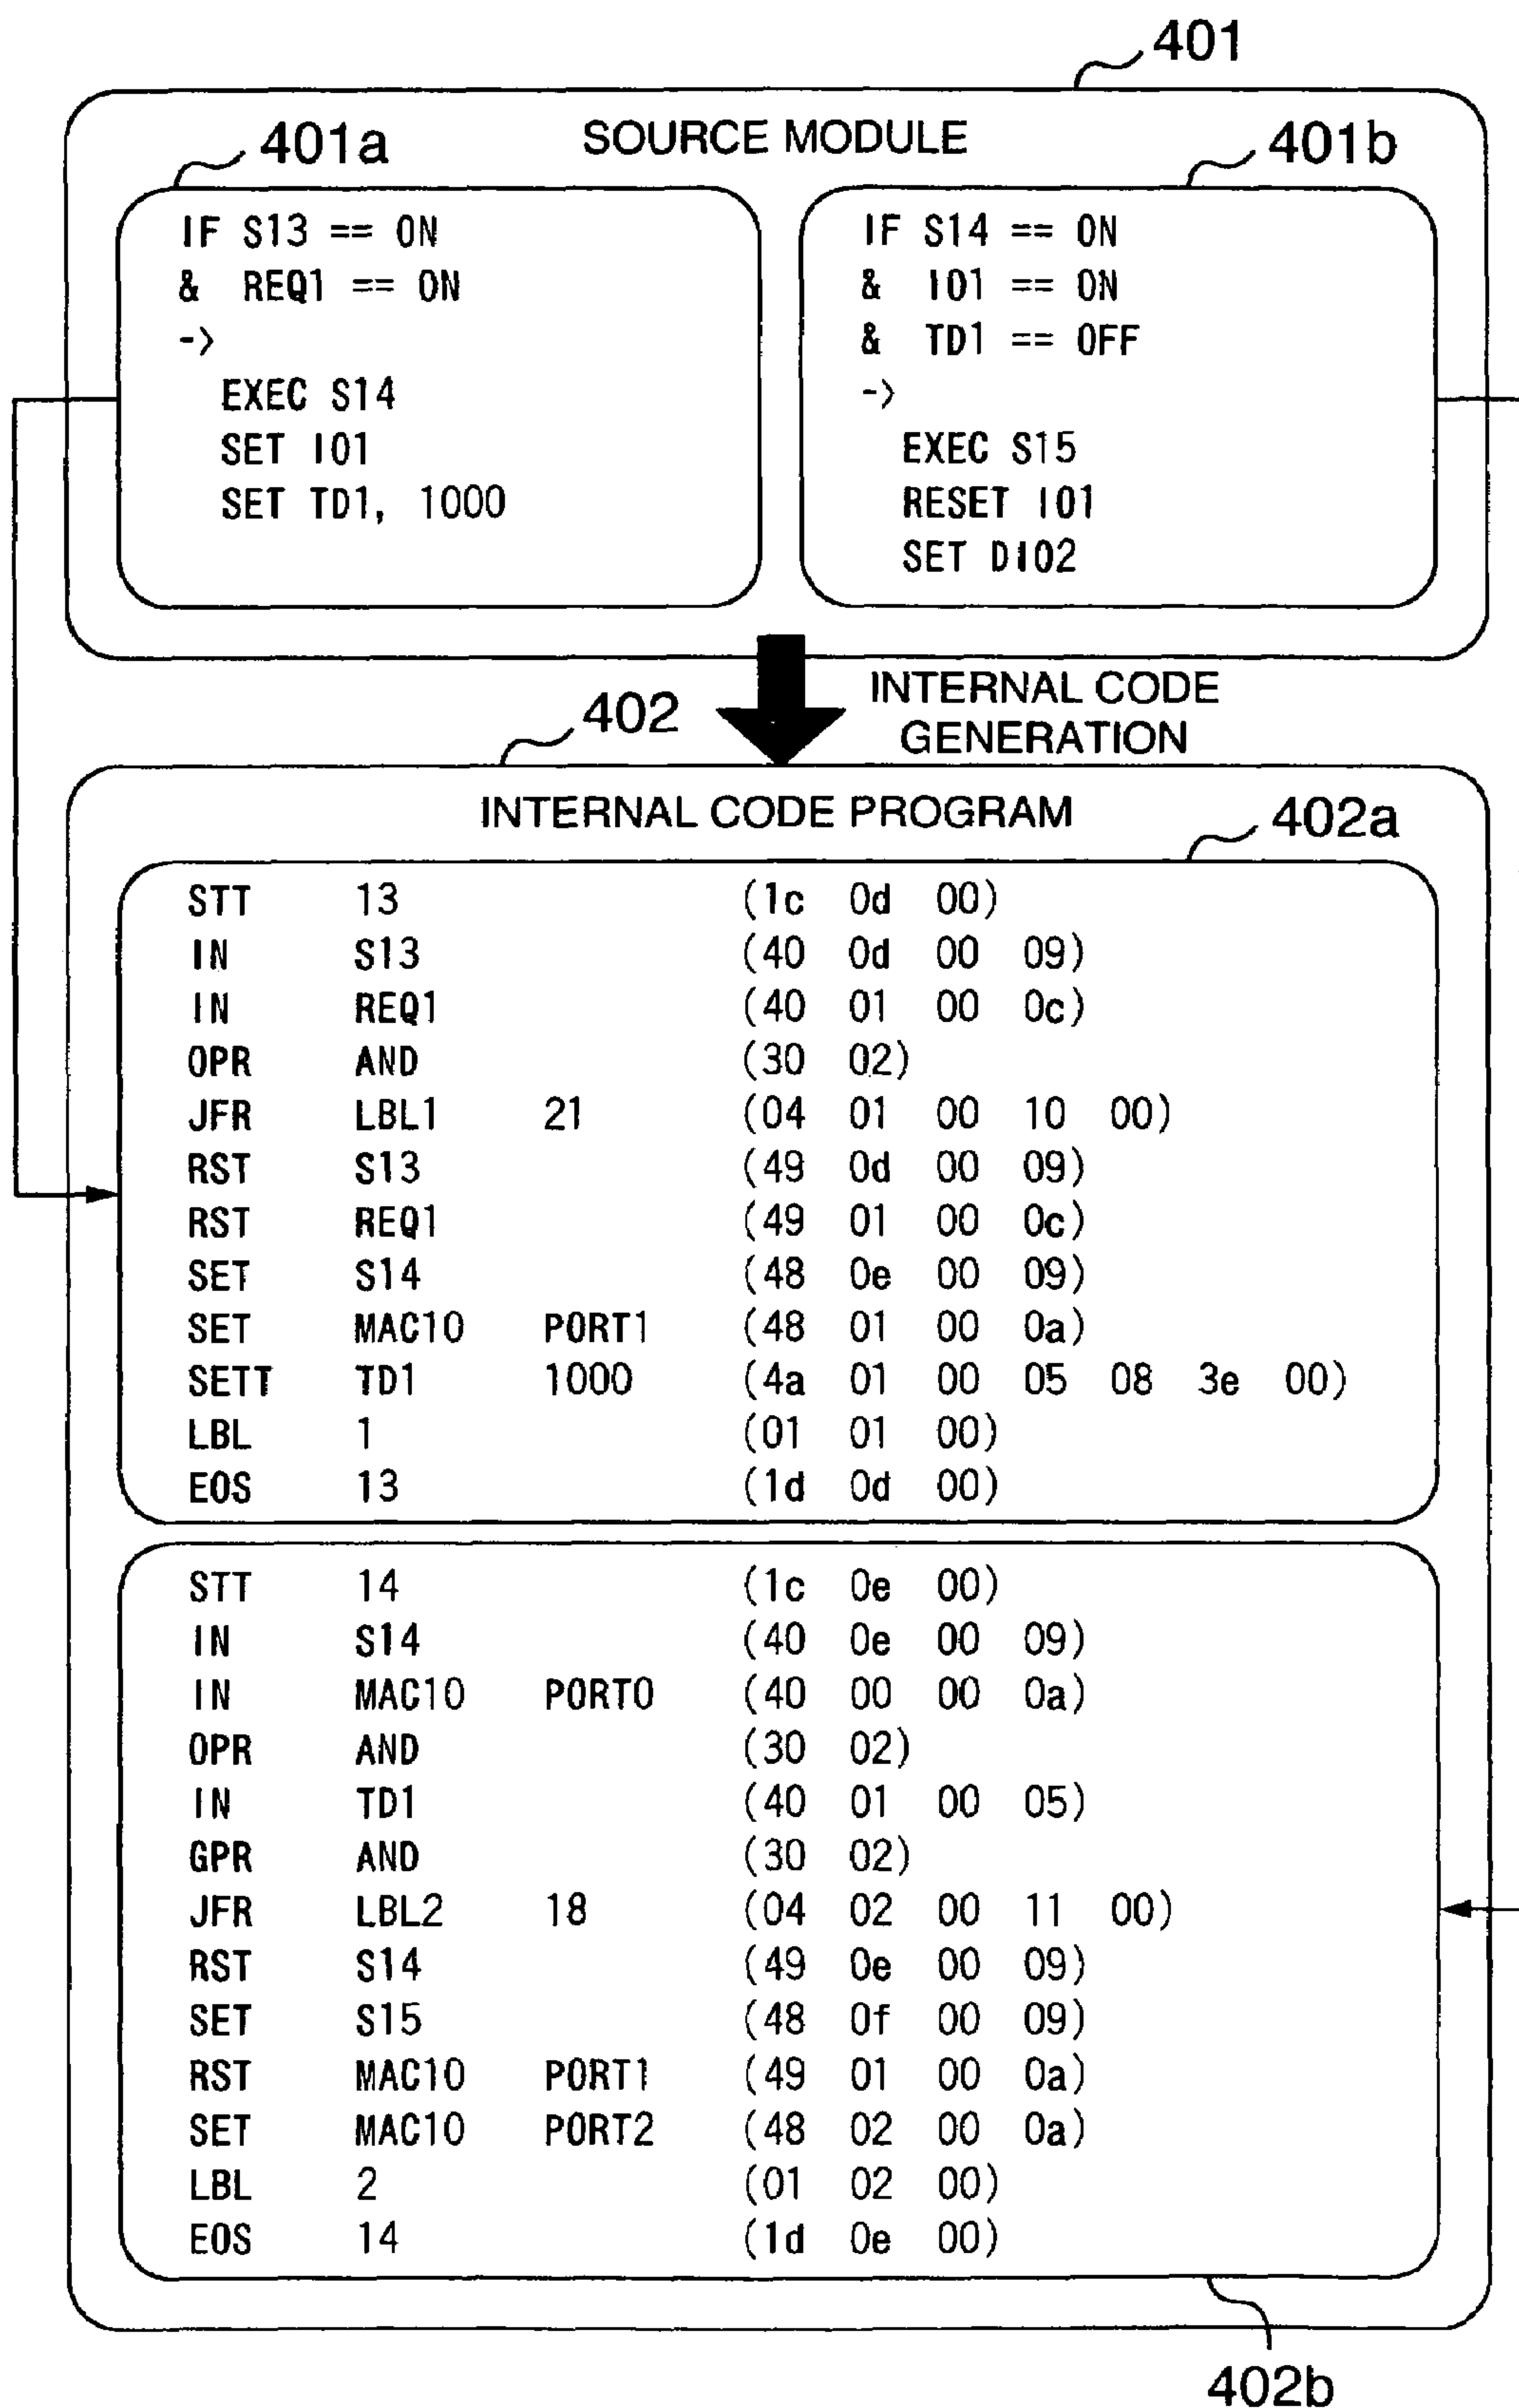 401
SOURCE MODULE
401a
401b
IF S13 == ON
& REQ1 == ON
->
EXEC S14
SET IO1
SET TD1, 1000
IF S14 == ON
& IO1 == ON
& TD1 == OFF
->
EXEC S15
RESET IO1
SET DIO2
INTERNAL CODE
GENERATION
402
INTERNAL CODE PROGRAM
402a
STT 13 (1c 0d 00)
IN S13 (40 0d 00 09)
IN REQ1 (40 01 00 0c)
OPR AND (30 02)
JFR LBL1 21 (04 01 00 10 00)
RST S13 (49 0d 00 09)
RST REQ1 (49 01 00 0c)
SET S14 (48 0e 00 09)
SET MAC10 PORT1 (48 01 00 0a)
SETT TD1 1000 (4a 01 00 05 08 3e 00)
LBL 1 (01 01 00)
EOS 13 (1d 0d 00)
STT 14 (1c 0e 00)
IN S14 (40 0e 00 09)
IN MAC10 PORT0 (40 00 00 0a)
OPR AND (30 02)
IN TD1 (40 01 00 05)
GPR AND (30 02)
JFR LBL2 18 (04 02 00 11 00)
RST S14 (49 0e 00 09)
SET S15 (48 0f 00 09)
RST MAC10 PORT1 (49 01 00 0a)
SET MAC10 PORT2 (48 02 00 0a)
LBL 2 (01 02 00)
EOS 14 (1d 0e 00)
402b